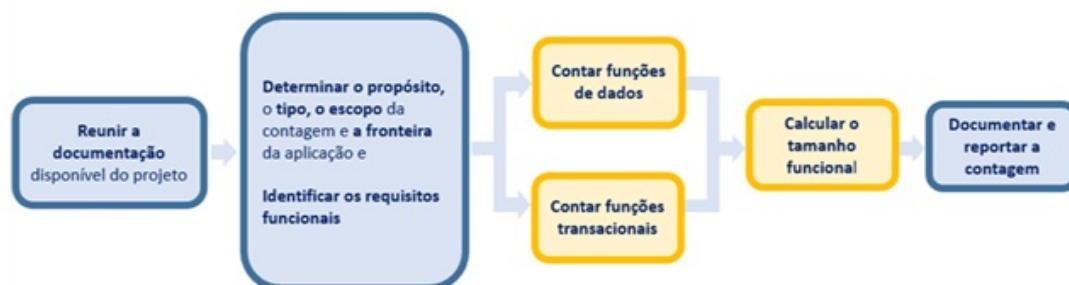 Reunir a
documentação
disponível do projeto
Determinar o propósito,
o tipo, o escopo da
contagem e a fronteira
da aplicação e
Identificar os requisitos
funcionais
Contar funções
de dados
Contar funções
transacionais
Calcular o
tamanho
funcional
Documentar e
reportar a
contagem